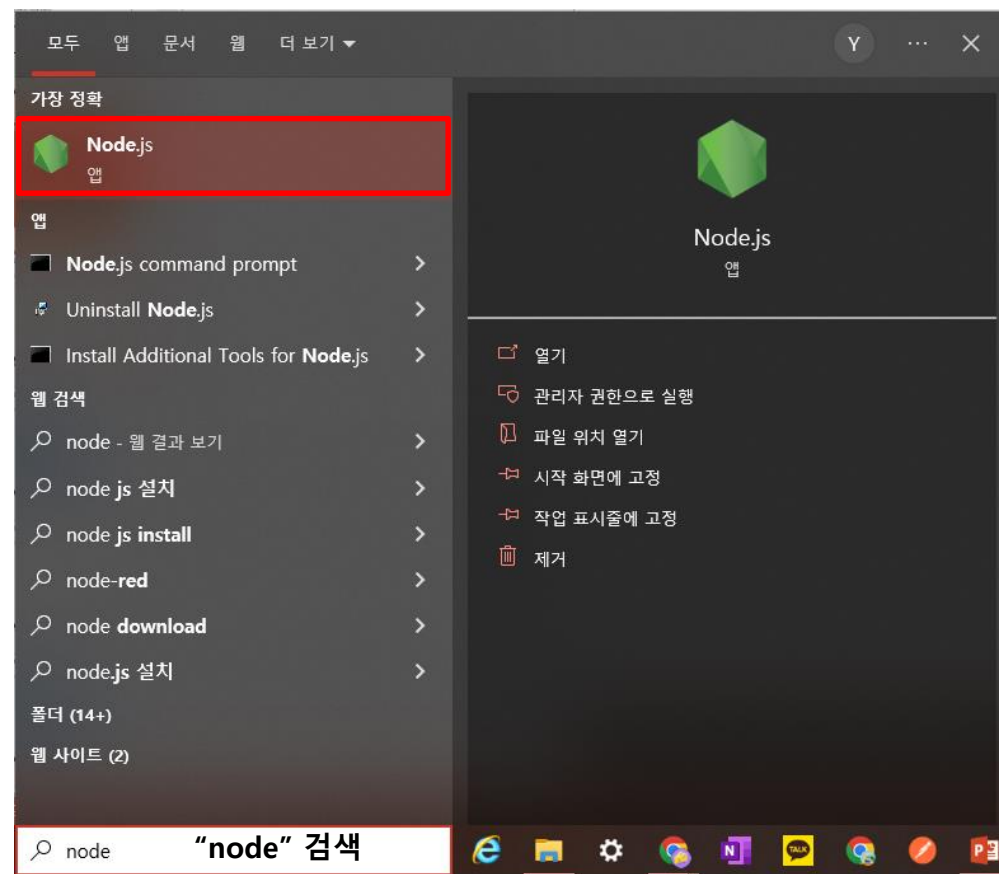 모두 앱 문서 웹 더 보기 Y
가장 정확
Node.js
앱
앱
Node.js command prompt
Uninstall Node.js
Install Additional Tools for Node.js
웹 검색
node - 웹 결과 보기
node js 설치
node js install
node-red
node download
node.js 설치
폴더 (14+)
웹 사이트 (2)
Node.js
앱
열기
관리자 권한으로 실행
파일 위치 열기
시작 화면에 고정
작업 표시줄에 고정
제거
node “node” 검색
N TALK P